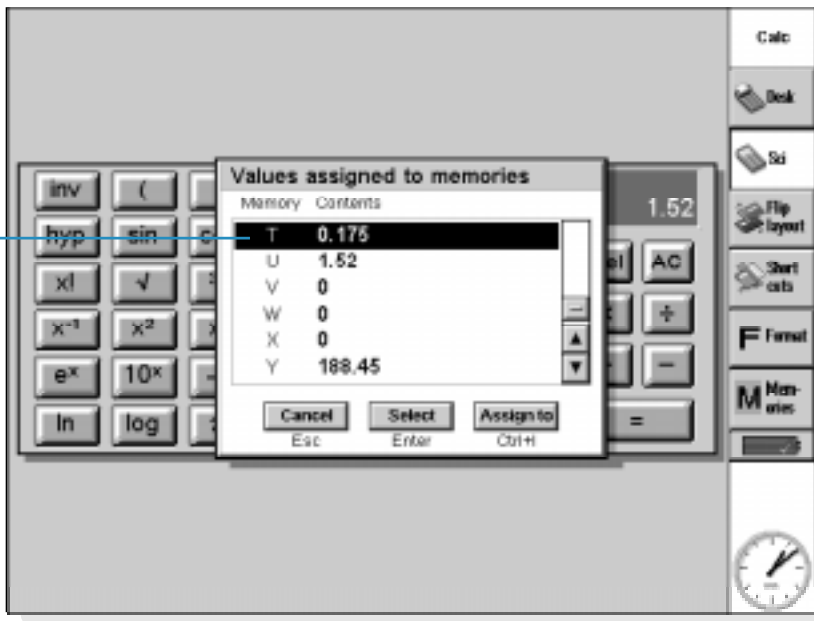 Calc
Desk
Sci
Flip layout
Short cuts
F Format
M Mem-ories
Values assigned to memories
Memory Contents
T 0.175
U 1.52
V 0
W 0
X 0
Y 188.45
Cancel Select Assign to
Esc Enter Ctrl+I
1.52
inv (
hyp sin
x! √
x⁻¹ x²
eˣ 10ˣ
ln log
AC
÷
−
=